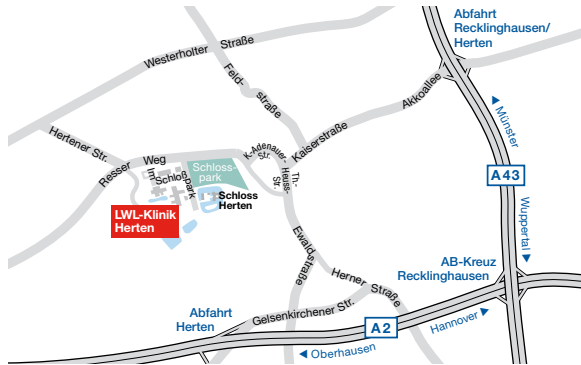 Abfahrt
Recklinghausen/
Herten
Westerholter Straße
Feld-
straße
Akkoallee
Münster
Kaiserstraße
Hertener Str.
K.-Adenauer-
Str.
Resser Weg
Im
Schloßpark
Schloss-
park
Th.-
Heuss-
Str.
A43
Schloss
Herten
LWL-Klinik
Herten
Wuppertal
Ewaldstraße
AB-Kreuz
Recklinghausen
Herner Straße
Abfahrt
Herten
Gelsenkirchener Str.
A2
Hannover
Oberhausen